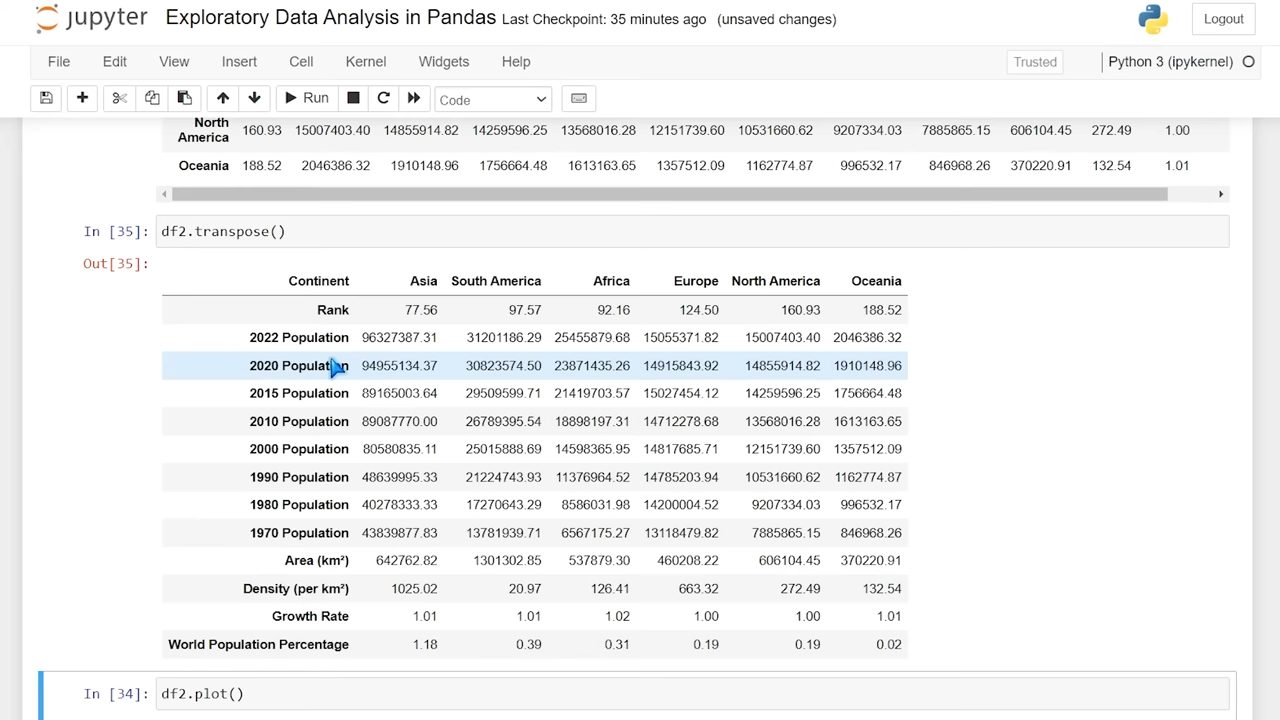 jupyter Exploratory Data Analysis in Pandas Last Checkpoint: 35 minutes ago (unsaved changes) Logout
File Edit View Insert Cell Kernel Widgets Help Trusted Python 3 (ipykernel)
Run Code
North America 160.93 15007403.40 14855914.82 14259596.25 13568016.28 12151739.60 10531660.62 9207334.03 7885865.15 606104.45 272.49 1.00
Oceania 188.52 2046386.32 1910148.96 1756664.48 1613163.65 1357512.09 1162774.87 996532.17 846968.26 370220.91 132.54 1.01
In [35]: df2.transpose()
Out[35]:
Continent Asia South America Africa Europe North America Oceania
Rank 77.56 97.57 92.16 124.50 160.93 188.52
2022 Population 96327387.31 31201186.29 25455879.68 15055371.82 15007403.40 2046386.32
2020 Population 94955134.37 30823574.50 23871435.26 14915843.92 14855914.82 1910148.96
2015 Population 89165003.64 29509599.71 21419703.57 15027454.12 14259596.25 1756664.48
2010 Population 89087770.00 26789395.54 18898197.31 14712278.68 13568016.28 1613163.65
2000 Population 80580835.11 25015888.69 14598365.95 14817685.71 12151739.60 1357512.09
1990 Population 48639995.33 21224743.93 11376964.52 14785203.94 10531660.62 1162774.87
1980 Population 40278333.33 17270643.29 8586031.98 14200004.52 9207334.03 996532.17
1970 Population 43839877.83 13781939.71 6567175.27 13118479.82 7885865.15 846968.26
Area (km²) 642762.82 1301302.85 537879.30 460208.22 606104.45 370220.91
Density (per km²) 1025.02 20.97 126.41 663.32 272.49 132.54
Growth Rate 1.01 1.01 1.02 1.00 1.00 1.01
World Population Percentage 1.18 0.39 0.31 0.19 0.19 0.02
In [34]: df2.plot()